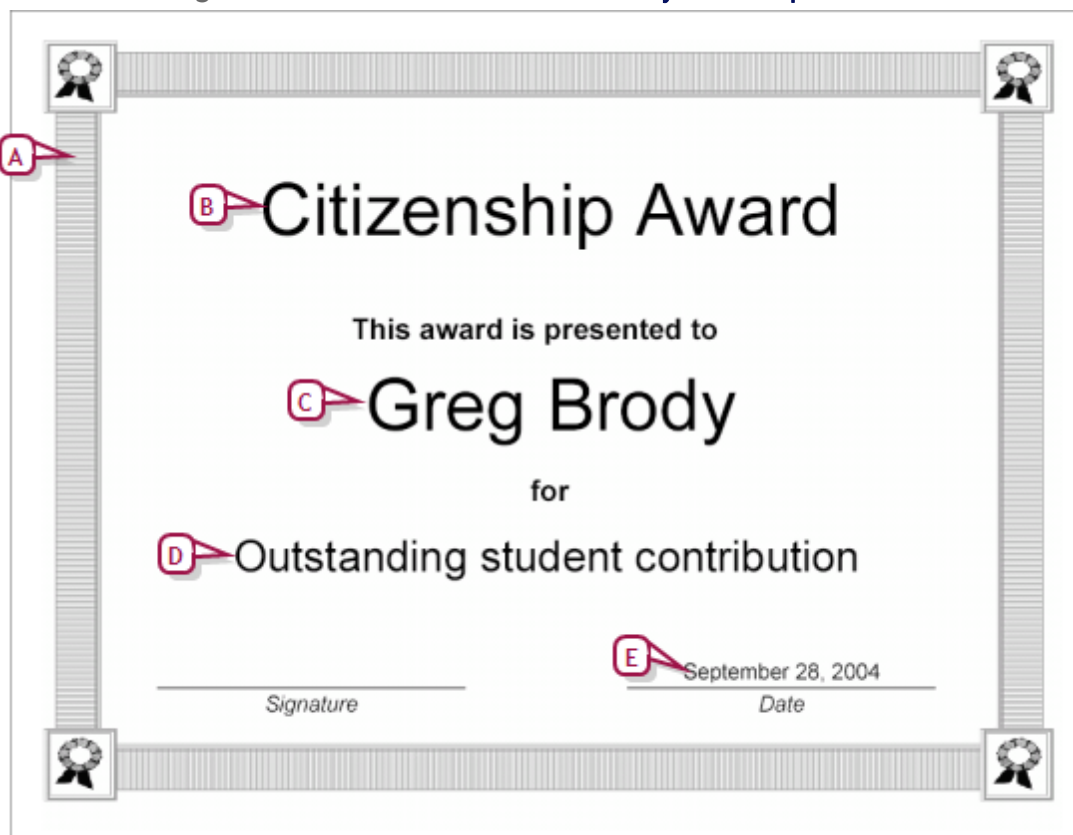 A
B Citizenship Award
This award is presented to
C Greg Brody
for
D Outstanding student contribution
E September 28, 2004
Signature Date